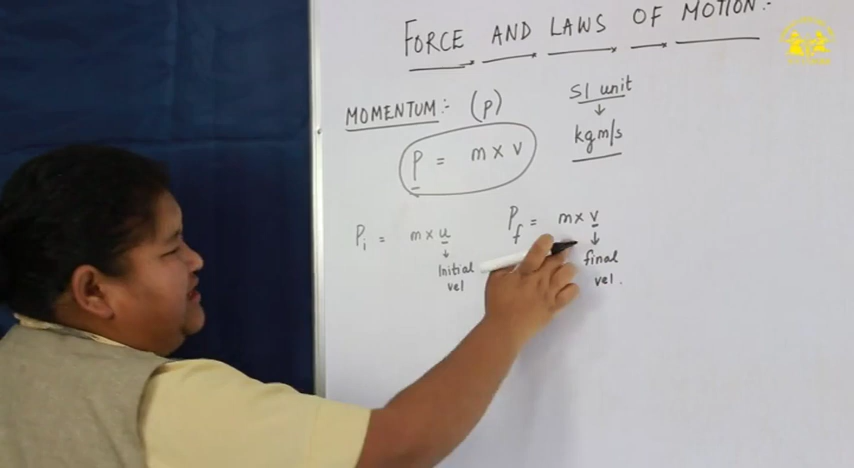 FORCE AND LAWS OF MOTION:-
MOMENTUM:- (p)
SI unit
↓
kgm/s
P = m x v
Pi = m x u
↓
Initial
vel
Pf = m x v
↓
final
vel.